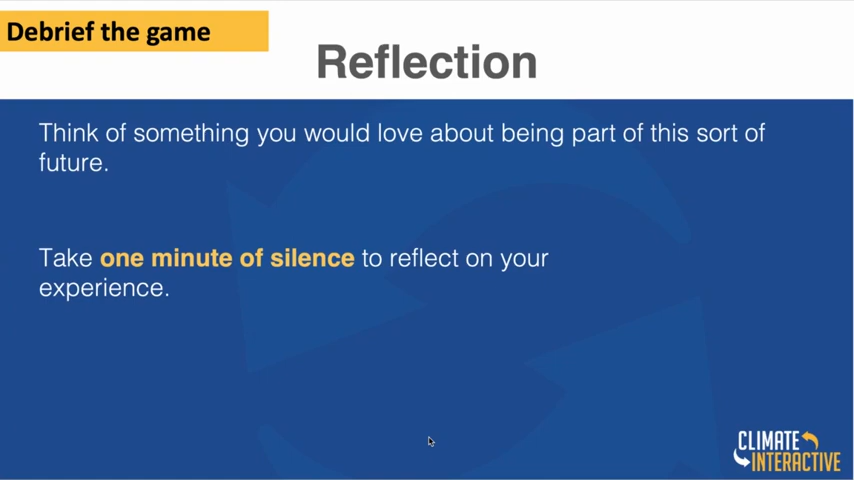 Debrief the game
Reflection
Think of something you would love about being part of this sort of
future.
Take one minute of silence to reflect on your
experience.
CLIMATE
INTERACTIVE